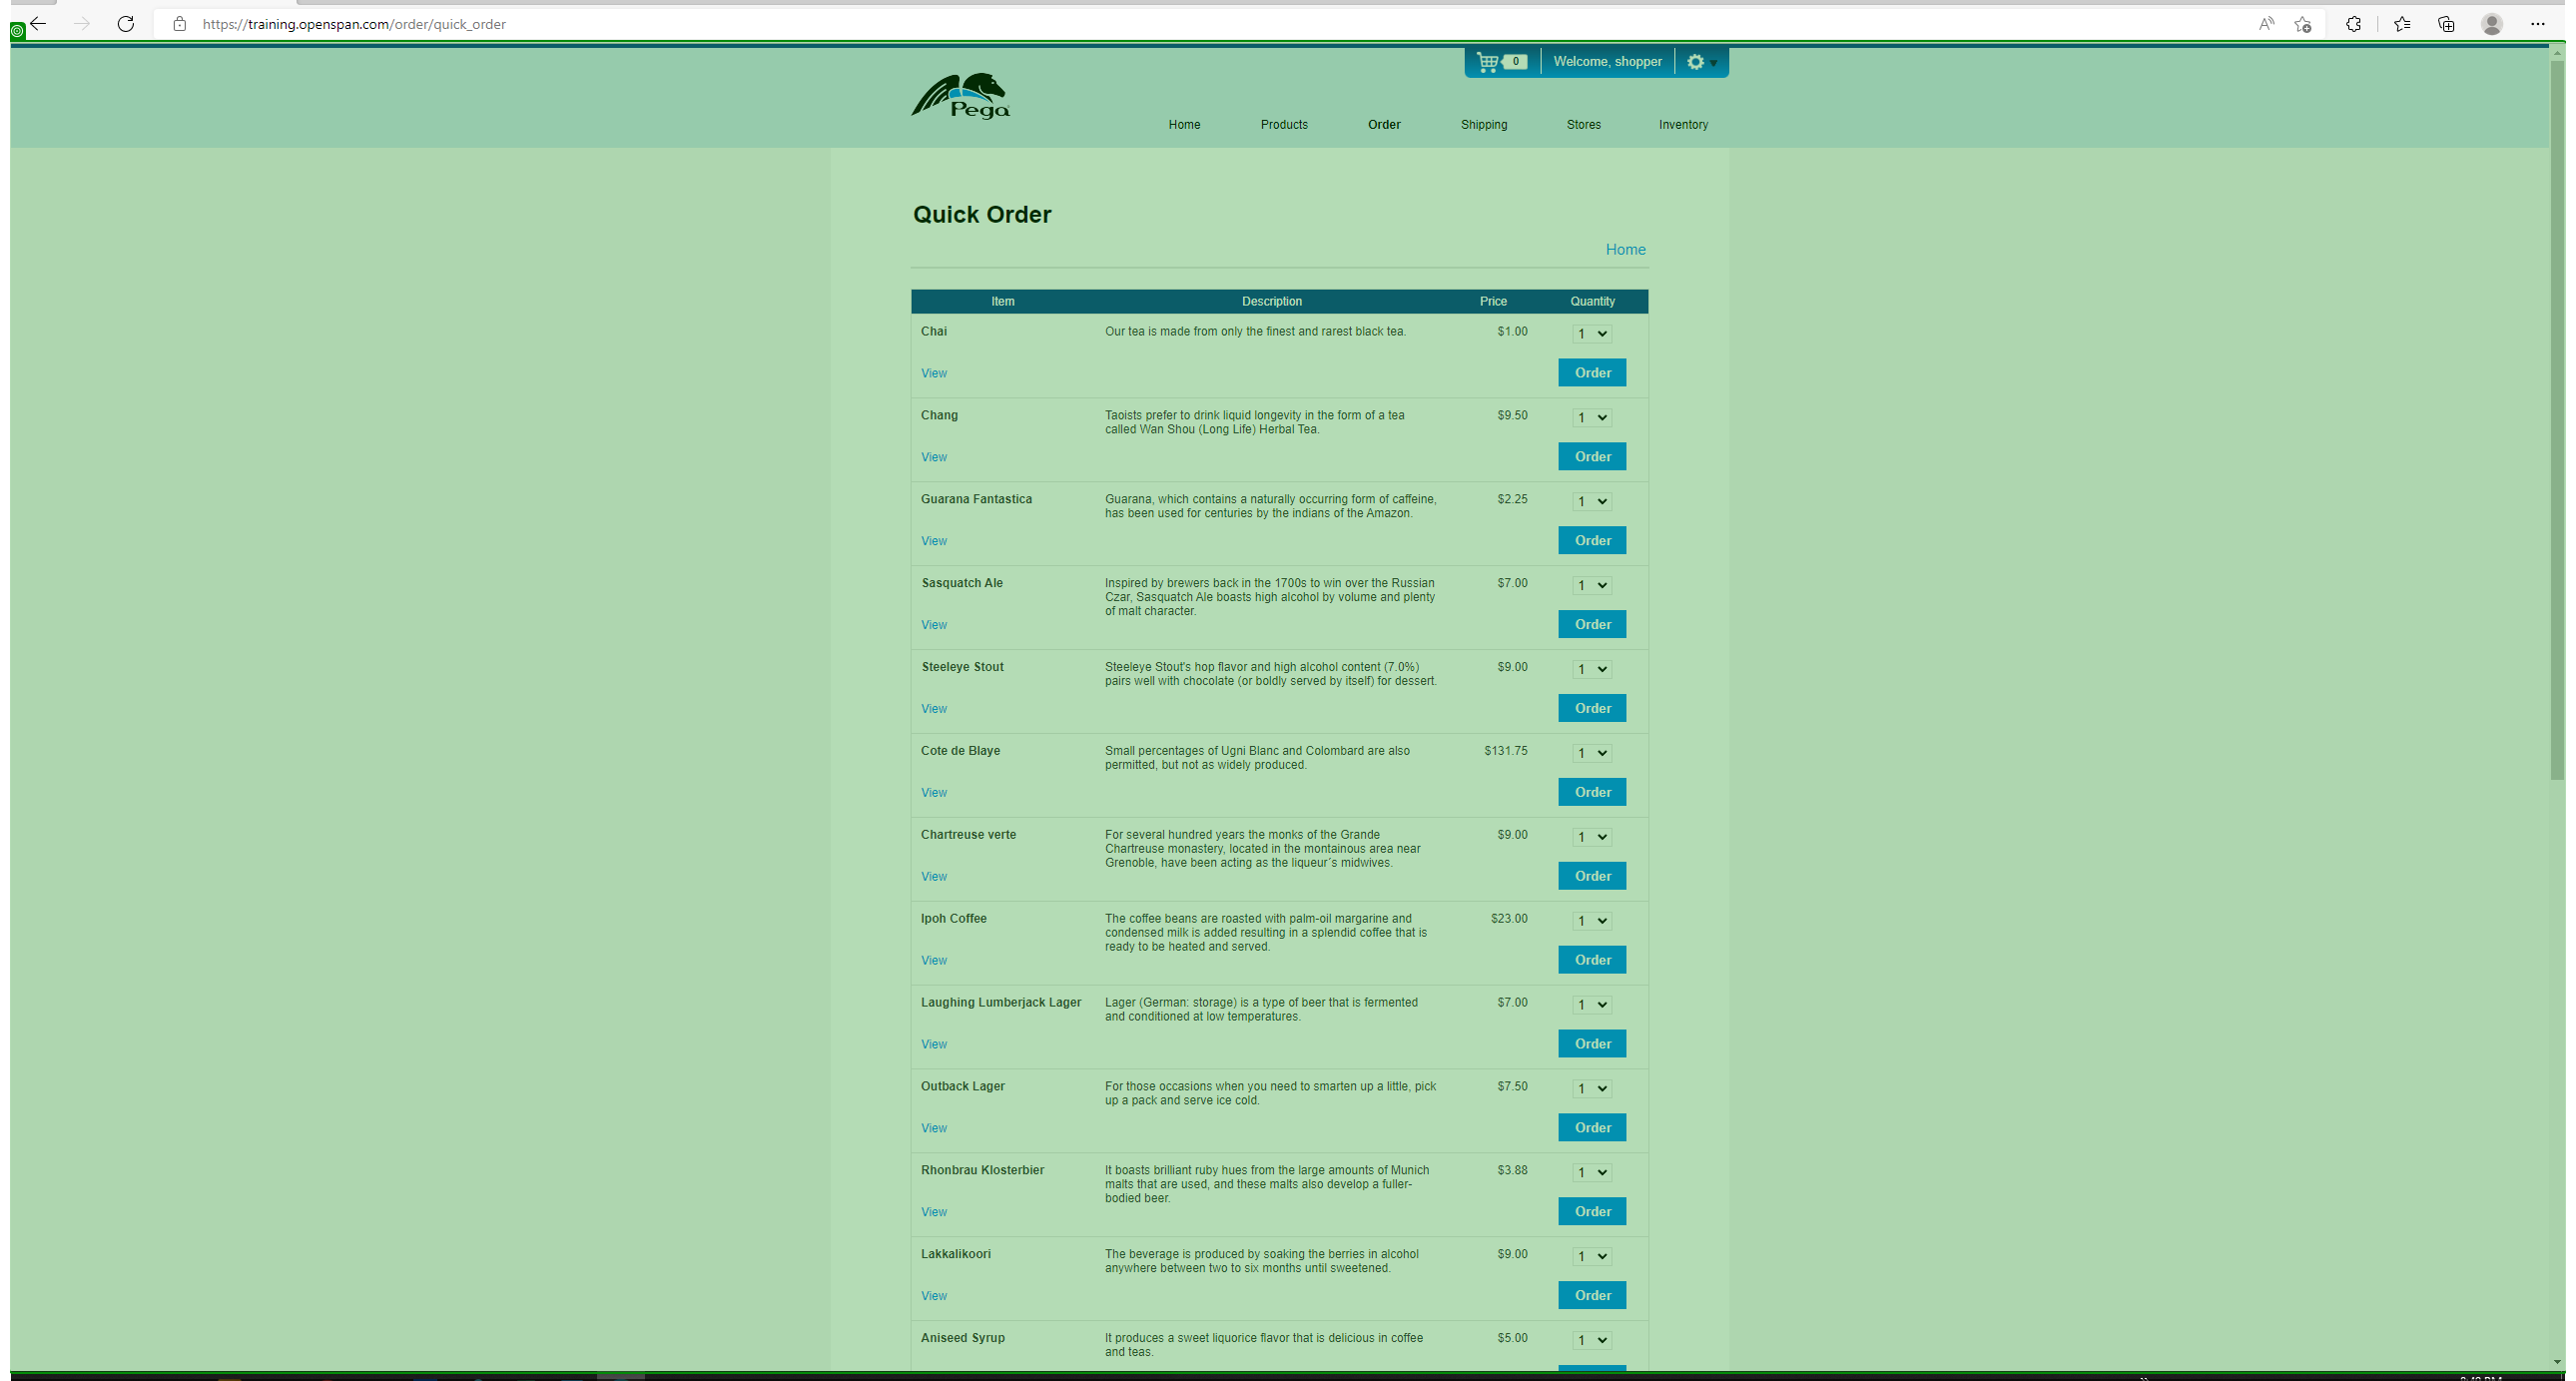 https://training.openspan.com/order/quick_order
0
Welcome, shopper
Pega
Home Products Order Shipping Stores Inventory
Quick Order
Home
Item Description Price Quantity
Chai Our tea is made from only the finest and rarest black tea. $1.00 1
View Order
Chang Taoists prefer to drink liquid longevity in the form of a tea $9.50 1
called Wan Shou (Long Life) Herbal Tea.
View Order
Guarana Fantastica Guarana, which contains a naturally occurring form of caffeine, $2.25 1
has been used for centuries by the indians of the Amazon.
View Order
Sasquatch Ale Inspired by brewers back in the 1700s to win over the Russian $7.00 1
Czar, Sasquatch Ale boasts high alcohol by volume and plenty
of malt character.
View Order
Steeleye Stout Steeleye Stout's hop flavor and high alcohol content (7.0%) $9.00 1
pairs well with chocolate (or boldly served by itself) for dessert.
View Order
Cote de Blaye Small percentages of Ugni Blanc and Colombard are also $131.75 1
permitted, but not as widely produced.
View Order
Chartreuse verte For several hundred years the monks of the Grande $9.00 1
Chartreuse monastery, located in the montainous area near
Grenoble, have been acting as the liqueur´s midwives.
View Order
Ipoh Coffee The coffee beans are roasted with palm-oil margarine and $23.00 1
condensed milk is added resulting in a splendid coffee that is
ready to be heated and served.
View Order
Laughing Lumberjack Lager Lager (German: storage) is a type of beer that is fermented $7.00 1
and conditioned at low temperatures.
View Order
Outback Lager For those occasions when you need to smarten up a little, pick $7.50 1
up a pack and serve ice cold.
View Order
Rhonbrau Klosterbier It boasts brilliant ruby hues from the large amounts of Munich $3.88 1
malts that are used, and these malts also develop a fuller-
bodied beer.
View Order
Lakkalikoori The beverage is produced by soaking the berries in alcohol $9.00 1
anywhere between two to six months until sweetened.
View Order
Aniseed Syrup It produces a sweet liquorice flavor that is delicious in coffee $5.00 1
and teas.